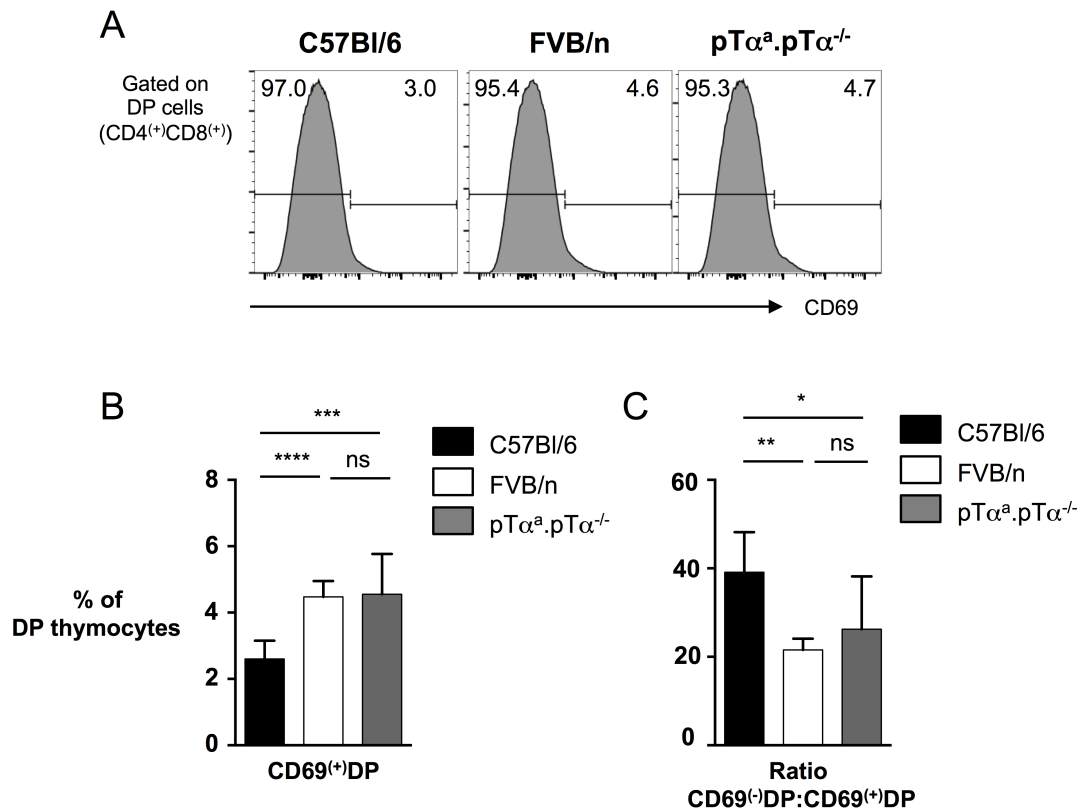 A
C57Bl/6
FVB/n
pTαᵃ.pTα⁻/⁻
Gated on
DP cells
(CD4⁽⁺⁾CD8⁽⁺⁾)
97.0 3.0
95.4 4.6
95.3 4.7
CD69
B
***
****
ns
C57Bl/6
FVB/n
pTαᵃ.pTα⁻/⁻
8
6
4
2
0
% of
DP thymocytes
CD69⁽⁺⁾DP
C
*
**
ns
C57Bl/6
FVB/n
pTαᵃ.pTα⁻/⁻
60
40
20
0
Ratio
CD69⁽⁻⁾DP:CD69⁽⁺⁾DP